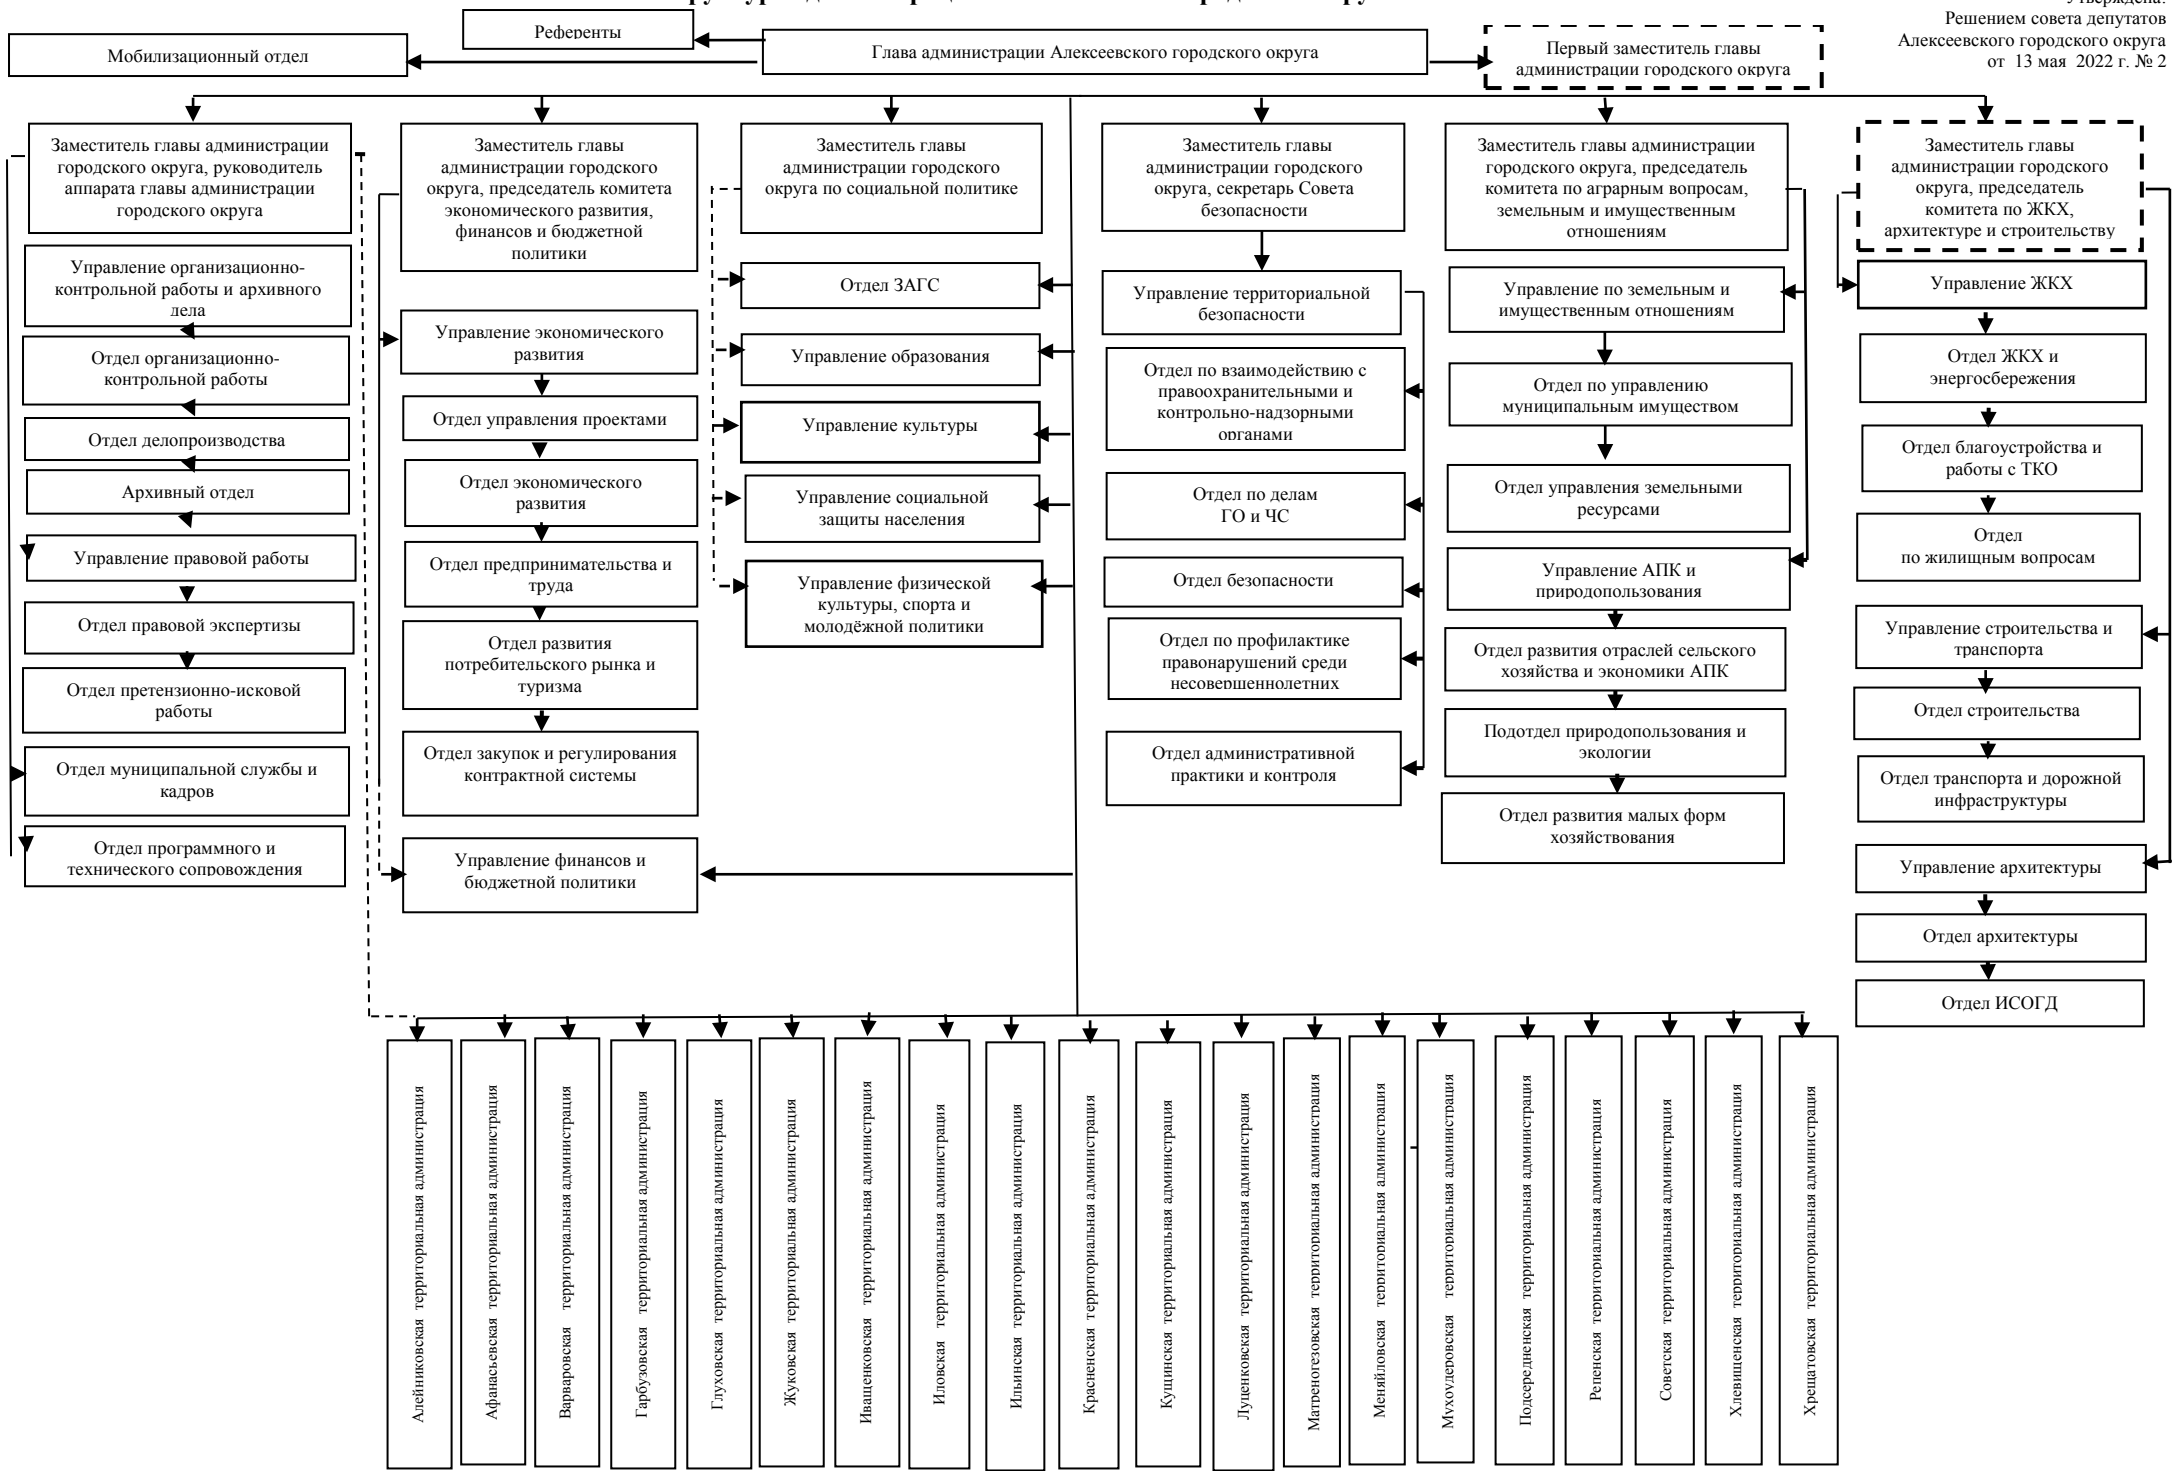 Утверждена:
Решением совета депутатов
Алексеевского городского округа
от 13 мая 2022 г. № 2
Референты
Мобилизационный отдел
Глава администрации Алексеевского городского округа
Первый заместитель главы
администрации городского округа
Заместитель главы администрации
городского округа, руководитель
аппарата главы администрации
городского округа
Управление организационно-
контрольной работы и архивного
дела
Отдел организационно-
контрольной работы
Отдел делопроизводства
Архивный отдел
Управление правовой работы
Отдел правовой экспертизы
Отдел претензионно-исковой
работы
Отдел муниципальной службы и
кадров
Отдел програмного и
технического сопровождения
Заместитель главы
администрации городского
округа, председатель комитета
экономического развития,
финансов и бюджетной
политики
Управление экономического
развития
Отдел управления проектами
Отдел экономического
развития
Отдел предпринимательства и
труда
Отдел развития
потребительского рынка и
туризма
Отдел закупок и регулирования
контрактной системы
Управление финансов и
бюджетной политики
Заместитель главы
администрации городского
округа по социальной политике
Отдел ЗАГС
Управление образования
Управление культуры
Управление социальной
защиты населения
Управление физической
культуры, спорта и
молодёжной политики
Заместитель главы
администрации городского
округа, секретарь Совета
безопасности
Управление территориальной
безопасности
Отдел по взаимодействию с
правоохранительными и
контрольно-надзорными
органами
Отдел по делам
ГО и ЧС
Отдел безопасности
Отдел по профилактике
правонарушений среди
несовершеннолетних
Отдел административной
практики и контроля
Заместитель главы администрации
городского округа, председатель
комитета по аграрным вопросам,
земельным и имущественным
отношениям
Управление по земельным и
имущественным отношениям
Отдел по управлению
муниципальным имуществом
Отдел управления земельными
ресурсами
Управление АПК и
природопользования
Отдел развития отраслей сельского
хозяйства и экономики АПК
Подотдел природопользования и
экологии
Отдел развития малых форм
хозяйствования
Заместитель главы
администрации городского
округа, председатель
комитета по ЖКХ,
архитектуре и строительству
Управление ЖКХ
Отдел ЖКХ и
энергосбережения
Отдел благоустройства и
работы с ТКО
Отдел
по жилищным вопросам
Управление строительства и
транспорта
Отдел строительства
Отдел транспорта и дорожной
инфраструктуры
Управление архитектуры
Отдел архитектуры
Отдел ИСОГД
Алейниковская территориальная администрация
Афанасьевская территориальная администрация
Варваровская территориальная администрация
Гарбузовская территориальная администрация
Глуховская территориальная администрация
Жуковская территориальная администрация
Иващенковская территориальная администрация
Иловская территориальная администрация
Ильинская территориальная администрация
Красненская территориальная администрация
Кущинская территориальная администрация
Луценковская территориальная администрация
Матреногезовская территориальная администрация
Меняйловская территориальная администрация
Мухоудеровская территориальная администрация
Подсередненская территориальная администрация
Репенская территориальная администрация
Советская территориальная администрация
Хлевищенская территориальная администрация
Хрещатовская территориальная администрация